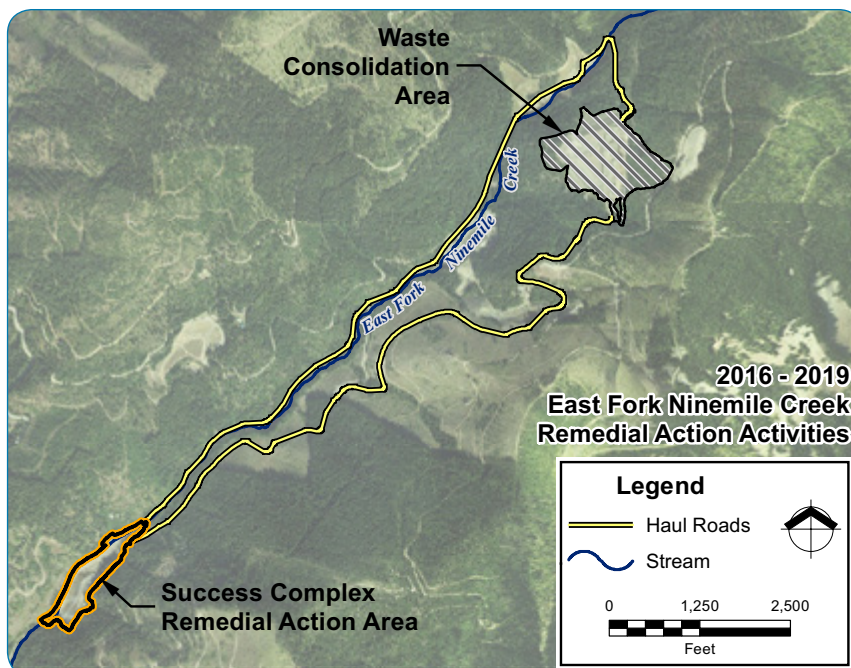 Waste
Consolidation
Area
East Fork Ninemile Creek
2016 - 2019
East Fork Ninemile Creek
Remedial Action Activities
Legend
Haul Roads
Stream
0 1,250 2,500
Feet
Success Complex
Remedial Action Area